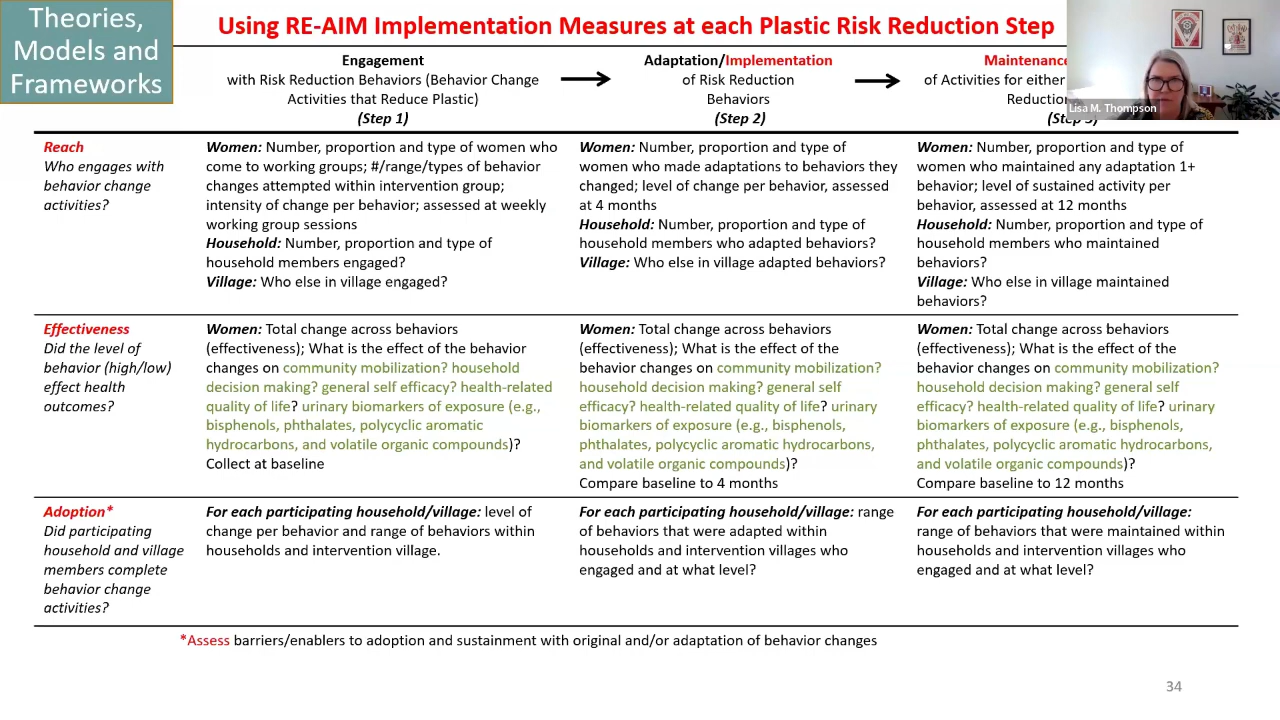 Theories,
Models and
Frameworks
Using RE-AIM Implementation Measures at each Plastic Risk Reduction Step
Engagement
with Risk Reduction Behaviors (Behavior Change
Activities that Reduce Plastic)
(Step 1)
Adaptation/Implementation
of Risk Reduction
Behaviors
(Step 2)
Maintenance
of Activities for either
Reduction
(Step 3)
Lisa M. Thompson
Reach
Who engages with
behavior change
activities?
Women: Number, proportion and type of women who
come to working groups; #/range/types of behavior
changes attempted within intervention group;
intensity of change per behavior; assessed at weekly
working group sessions
Household: Number, proportion and type of
household members engaged?
Village: Who else in village engaged?
Women: Number, proportion and type of
women who made adaptations to behaviors they
changed; level of change per behavior, assessed
at 4 months
Household: Number, proportion and type of
household members who adapted behaviors?
Village: Who else in village adapted behaviors?
Women: Number, proportion and type of
women who maintained any adaptation 1+
behavior; level of sustained activity per
behavior, assessed at 12 months
Household: Number, proportion and type of
household members who maintained
behaviors?
Village: Who else in village maintained
behaviors?
Effectiveness
Did the level of
behavior (high/low)
effect health
outcomes?
Women: Total change across behaviors
(effectiveness); What is the effect of the behavior
changes on community mobilization? household
decision making? general self efficacy? health-related
quality of life? urinary biomarkers of exposure (e.g.,
bisphenols, phthalates, polycyclic aromatic
hydrocarbons, and volatile organic compounds)?
Collect at baseline
Women: Total change across behaviors
(effectiveness); What is the effect of the
behavior changes on community mobilization?
household decision making? general self
efficacy? health-related quality of life? urinary
biomarkers of exposure (e.g., bisphenols,
phthalates, polycyclic aromatic hydrocarbons,
and volatile organic compounds)?
Compare baseline to 4 months
Women: Total change across behaviors
(effectiveness); What is the effect of the
behavior changes on community mobilization?
household decision making? general self
efficacy? health-related quality of life? urinary
biomarkers of exposure (e.g., bisphenols,
phthalates, polycyclic aromatic hydrocarbons,
and volatile organic compounds)?
Compare baseline to 12 months
Adoption*
Did participating
household and village
members complete
behavior change
activities?
For each participating household/village: level of
change per behavior and range of behaviors within
households and intervention village.
For each participating household/village: range
of behaviors that were adapted within
households and intervention villages who
engaged and at what level?
For each participating household/village:
range of behaviors that were maintained within
households and intervention villages who
engaged and at what level?
*Assess barriers/enablers to adoption and sustainment with original and/or adaptation of behavior changes
34